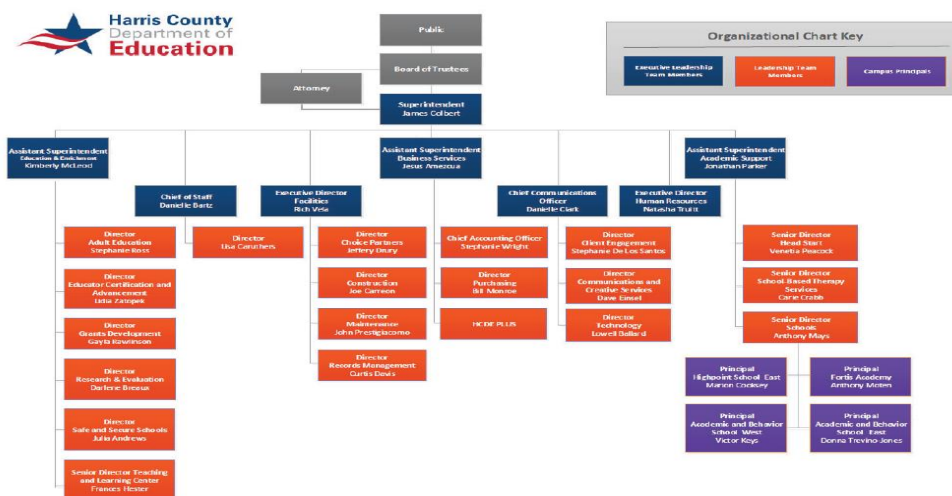 Harris County
Department of
Education
Public
Board of Trustees
Attorney
Superintendent
James Colbert
Organizational Chart Key
Executive Leadership
Team Members
Leadership Team
Members
Campus Principals
Assistant Superintendent
Education & Enrichment
Kimberly McLeod
Assistant Superintendent
Business Services
Jesus Amezcua
Assistant Superintendent
Academic Support
Jonathan Parker
Chief of Staff
Danielle Bartz
Executive Director
Facilities
Rich Vela
Chief Communications
Officer
Danielle Clark
Executive Director
Human Resources
Natasha Truitt
Director
Adult Education
Stephanie Ross
Director
Educator Certification and
Advancement
Lidia Zatopek
Director
Grants Development
Gayla Rawlinson
Director
Research & Evaluation
Darlene Breaux
Director
Safe and Secure Schools
Julia Andrews
Senior Director Teaching
and Learning Center
Frances Hester
Director
Lisa Caruthers
Director
Choice Partners
Jeffery Drury
Director
Construction
Joe Carreon
Director
Maintenance
John Prestigiacomo
Director
Records Management
Curtis Davis
Chief Accounting Officer
Stephanie Wright
Director
Purchasing
Bill Monroe
HCDE PLUS
Director
Client Engagement
Stephanie De Los Santos
Director
Communications and
Creative Services
Dave Einsel
Director
Technology
Lowell Ballard
Senior Director
Head Start
Venetia Peacock
Senior Director
School-Based Therapy
Services
Carie Crabb
Senior Director
Schools
Anthony Mays
Principal
Highpoint School East
Marion Cooksey
Principal
Fortis Academy
Anthony Moten
Principal
Academic and Behavior
School West
Victor Keys
Principal
Academic and Behavior
School East
Donna Trevino-Jones